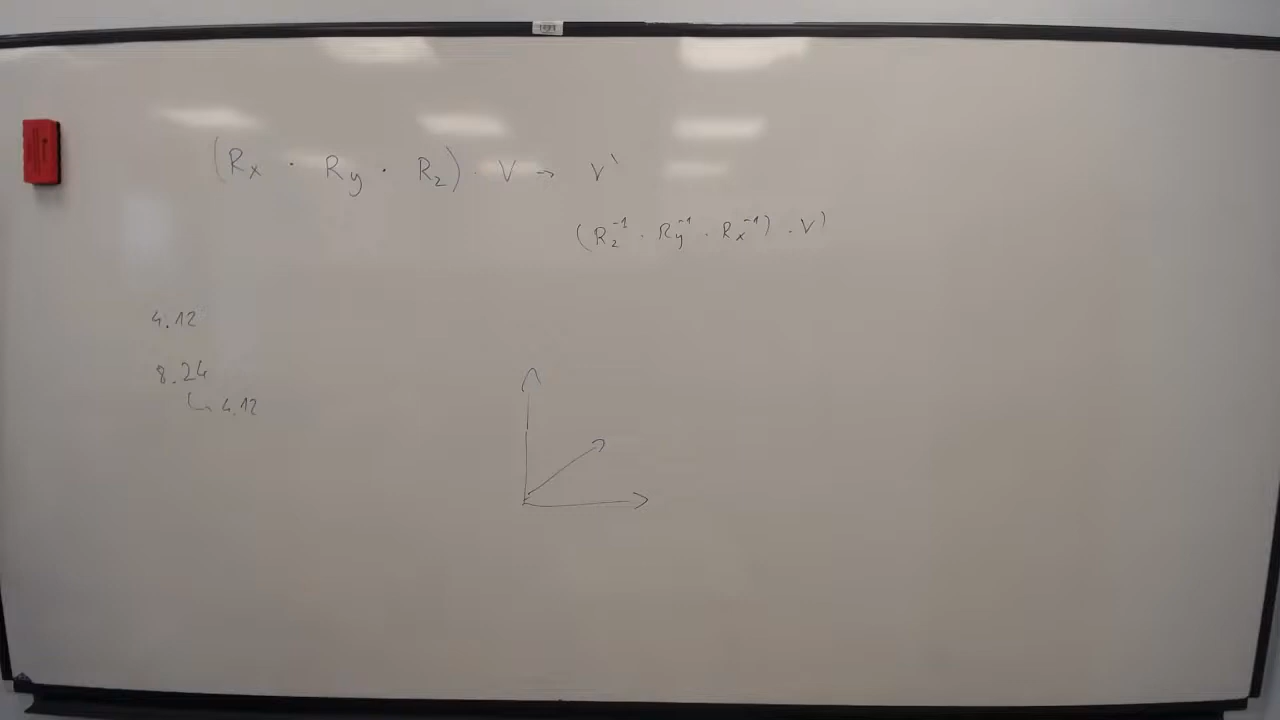 (Rx · Ry · Rz) · V → V'
(Rz⁻¹ · Ry⁻¹ · Rx⁻¹) · V'
4.12
8.24
↳ 4.12